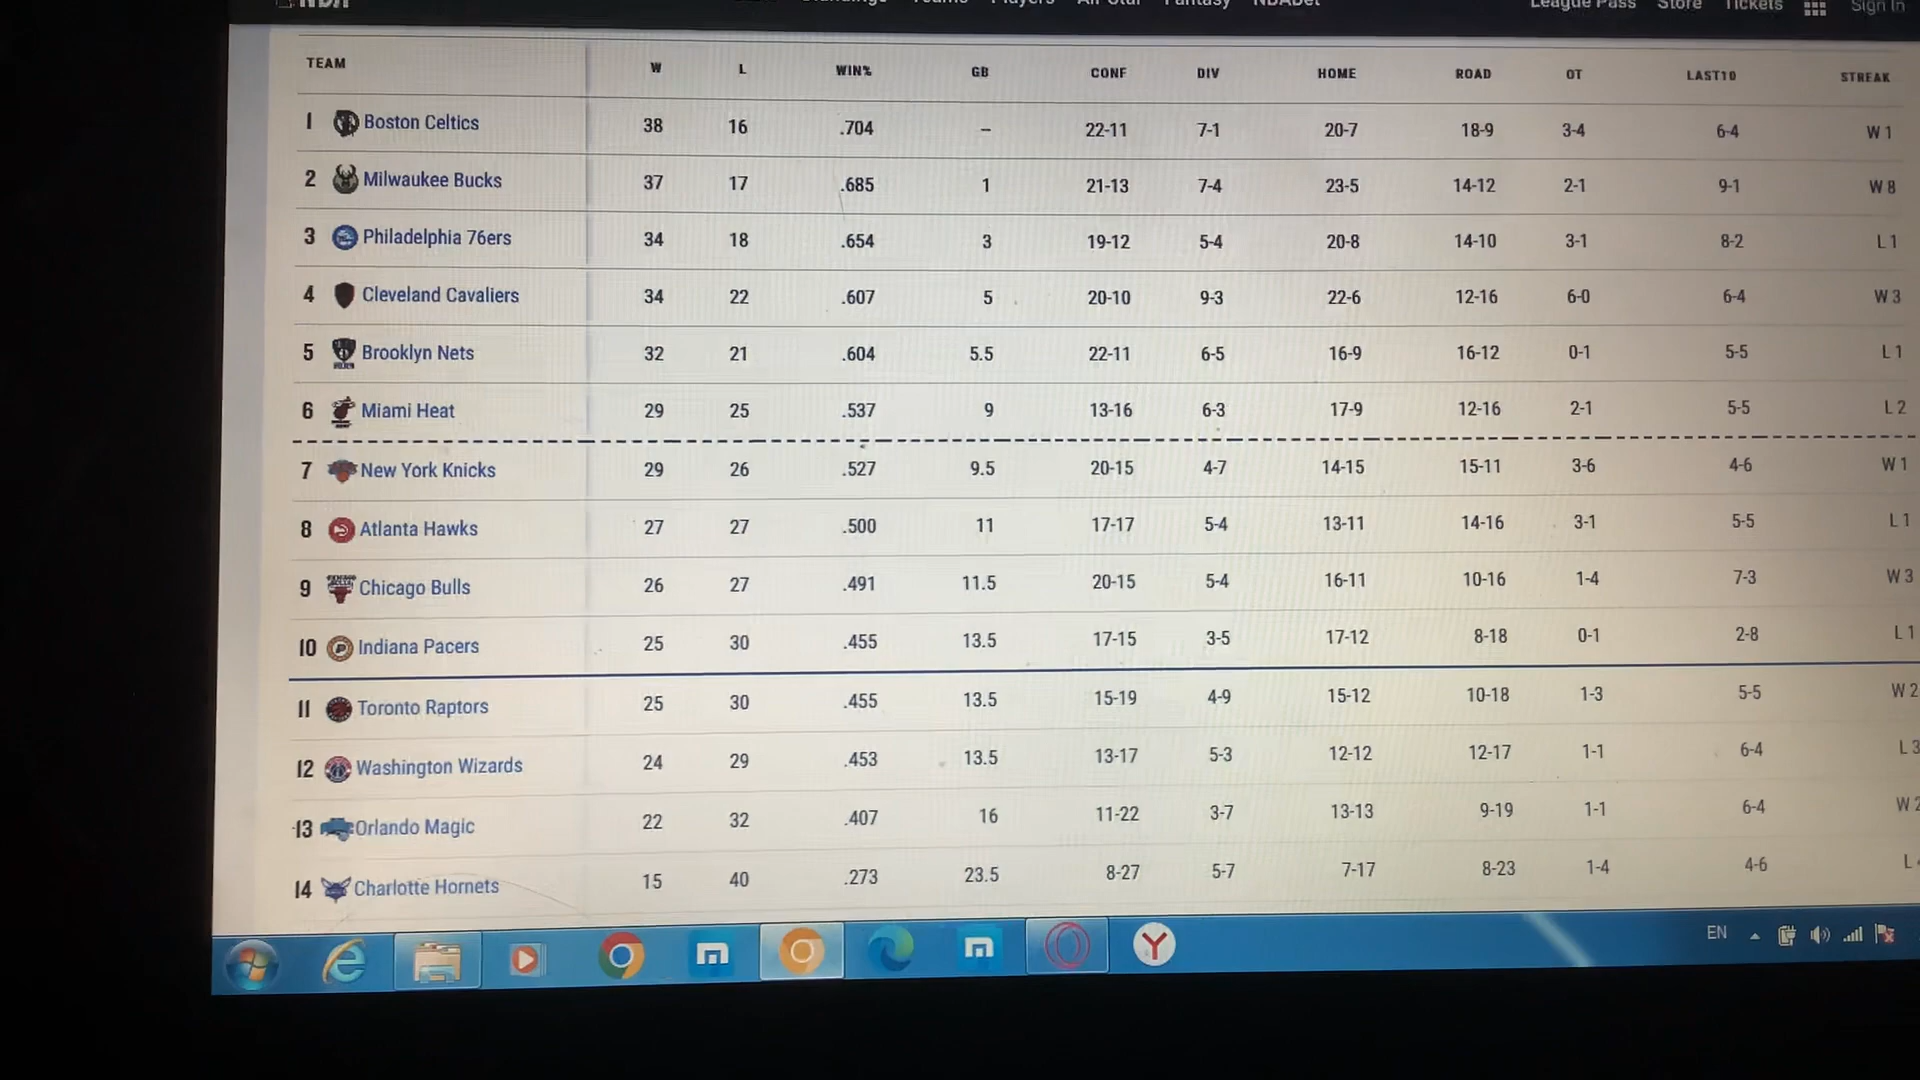 NBA Standings Teams Players All-Star Fantasy NBABet League Pass Store Tickets Sign In
TEAM W L WIN% GB CONF DIV HOME ROAD OT LAST10 STREAK
1 Boston Celtics 38 16 .704 – 22-11 7-1 20-7 18-9 3-4 6-4 W 1
2 Milwaukee Bucks 37 17 .685 1 21-13 7-4 23-5 14-12 2-1 9-1 W 8
3 Philadelphia 76ers 34 18 .654 3 19-12 5-4 20-8 14-10 3-1 8-2 L 1
4 Cleveland Cavaliers 34 22 .607 5 20-10 9-3 22-6 12-16 6-0 6-4 W 3
5 Brooklyn Nets 32 21 .604 5.5 22-11 6-5 16-9 16-12 0-1 5-5 L 1
6 Miami Heat 29 25 .537 9 13-16 6-3 17-9 12-16 2-1 5-5 L 2
7 New York Knicks 29 26 .527 9.5 20-15 4-7 14-15 15-11 3-6 4-6 W 1
8 Atlanta Hawks 27 27 .500 11 17-17 5-4 13-11 14-16 3-1 5-5 L 1
9 Chicago Bulls 26 27 .491 11.5 20-15 5-4 16-11 10-16 1-4 7-3 W 3
10 Indiana Pacers 25 30 .455 13.5 17-15 3-5 17-12 8-18 0-1 2-8 L 1
11 Toronto Raptors 25 30 .455 13.5 15-19 4-9 15-12 10-18 1-3 5-5 W 2
12 Washington Wizards 24 29 .453 13.5 13-17 5-3 12-12 12-17 1-1 6-4 L 3
13 Orlando Magic 22 32 .407 16 11-22 3-7 13-13 9-19 1-1 6-4 W 2
14 Charlotte Hornets 15 40 .273 23.5 8-27 5-7 7-17 8-23 1-4 4-6 L
EN